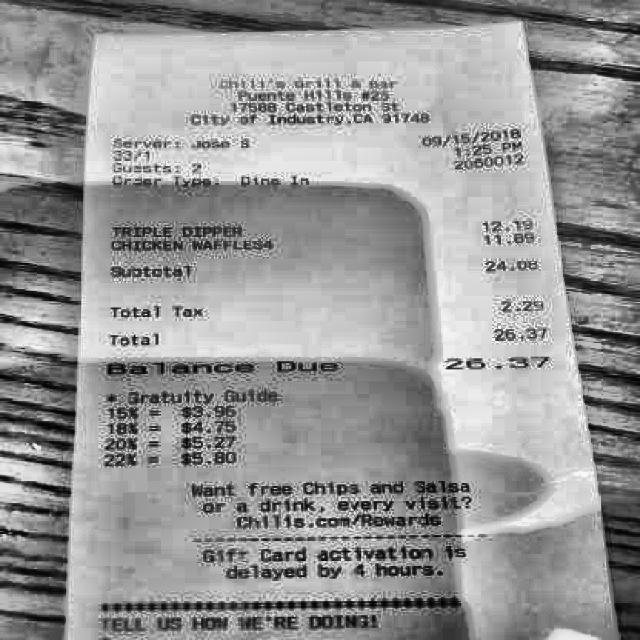 Chili's Grill & Bar
Puente Hills #21
Castleton St
City of Industry,CA 91748
Server: Jose S 09/15/2018
33/1 PM
Guests: 2 2050012
Order Type: Dine In
TRIPLE DIPPER 12.19
CHICKEN WAFFLES4 11.89
Subtotal 24.08
Total Tax 2.29
Total 26.37
Balance Due 26.37
* Gratuity Guide
15% = $3.96
18% = $4.75
20% = $5.27
22% = $5.80
Want free Chips and Salsa
or a drink, every visit?
Chilis.com/Rewards
Gift Card activation is
delayed by 4 hours.
TELL US HOW WE'RE DOING!